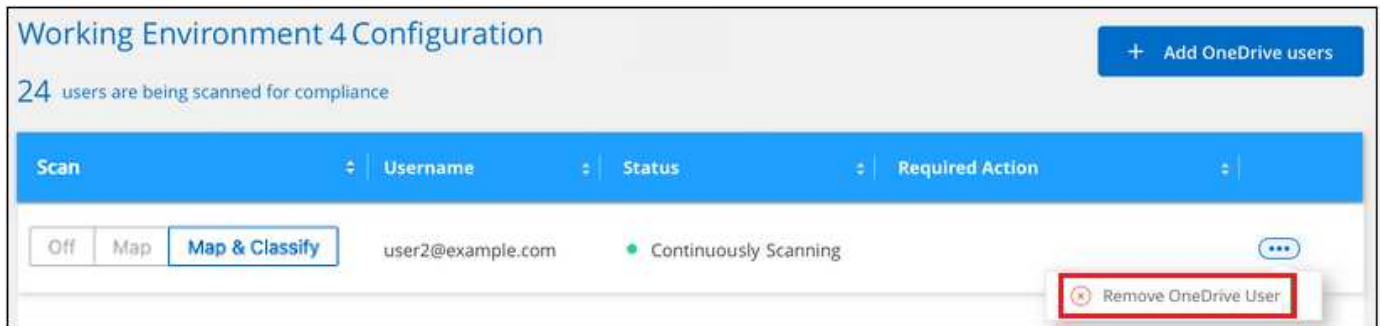 Working Environment 4 Configuration
+ Add OneDrive users
24 users are being scanned for compliance
Scan Username Status Required Action
Off Map Map & Classify user2@example.com Continuously Scanning
Remove OneDrive User